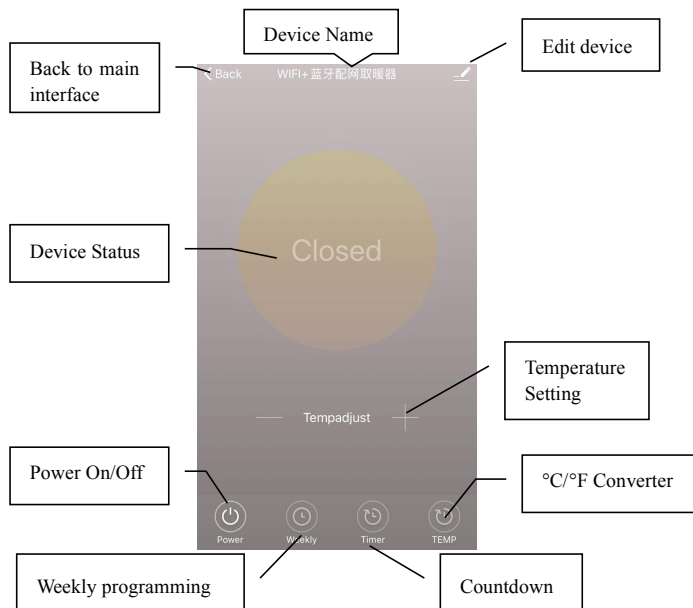 Device Name
Edit device
Back to main
interface
Back
WIFI+蓝牙配网取暖器
Device Status
Closed
Temperature
Setting
Tempadjust
Power On/Off
°C/°F Converter
Power
Weekly
Timer
TEMP
Weekly programming
Countdown